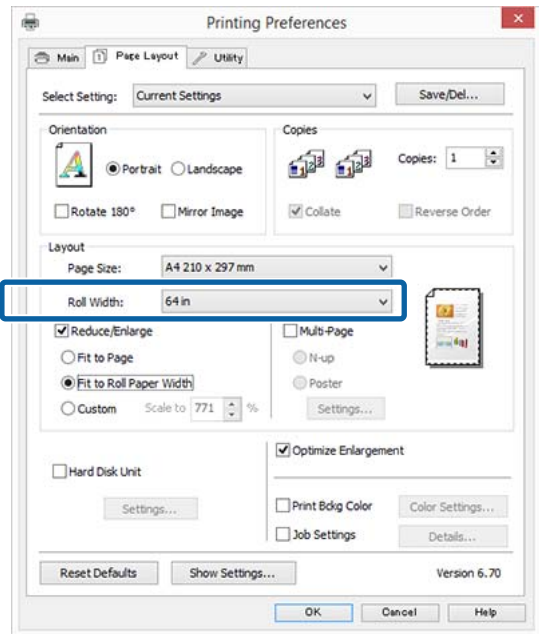 Printing Preferences
Main Page Layout Utility
Select Setting: Current Settings Save/Del...
Orientation Copies
Portrait Landscape Copies: 1
Rotate 180° Mirror Image Collate Reverse Order
Layout
Page Size: A4 210 x 297 mm
Roll Width: 64 in
Reduce/Enlarge Multi-Page
Fit to Page N-up
Fit to Roll Paper Width Poster
Custom Scale to 771 % Settings...
Optimize Enlargement
Hard Disk Unit
Settings... Print Bckg Color Color Settings...
Job Settings Details...
Reset Defaults Show Settings... Version 6.70
OK Cancel Help